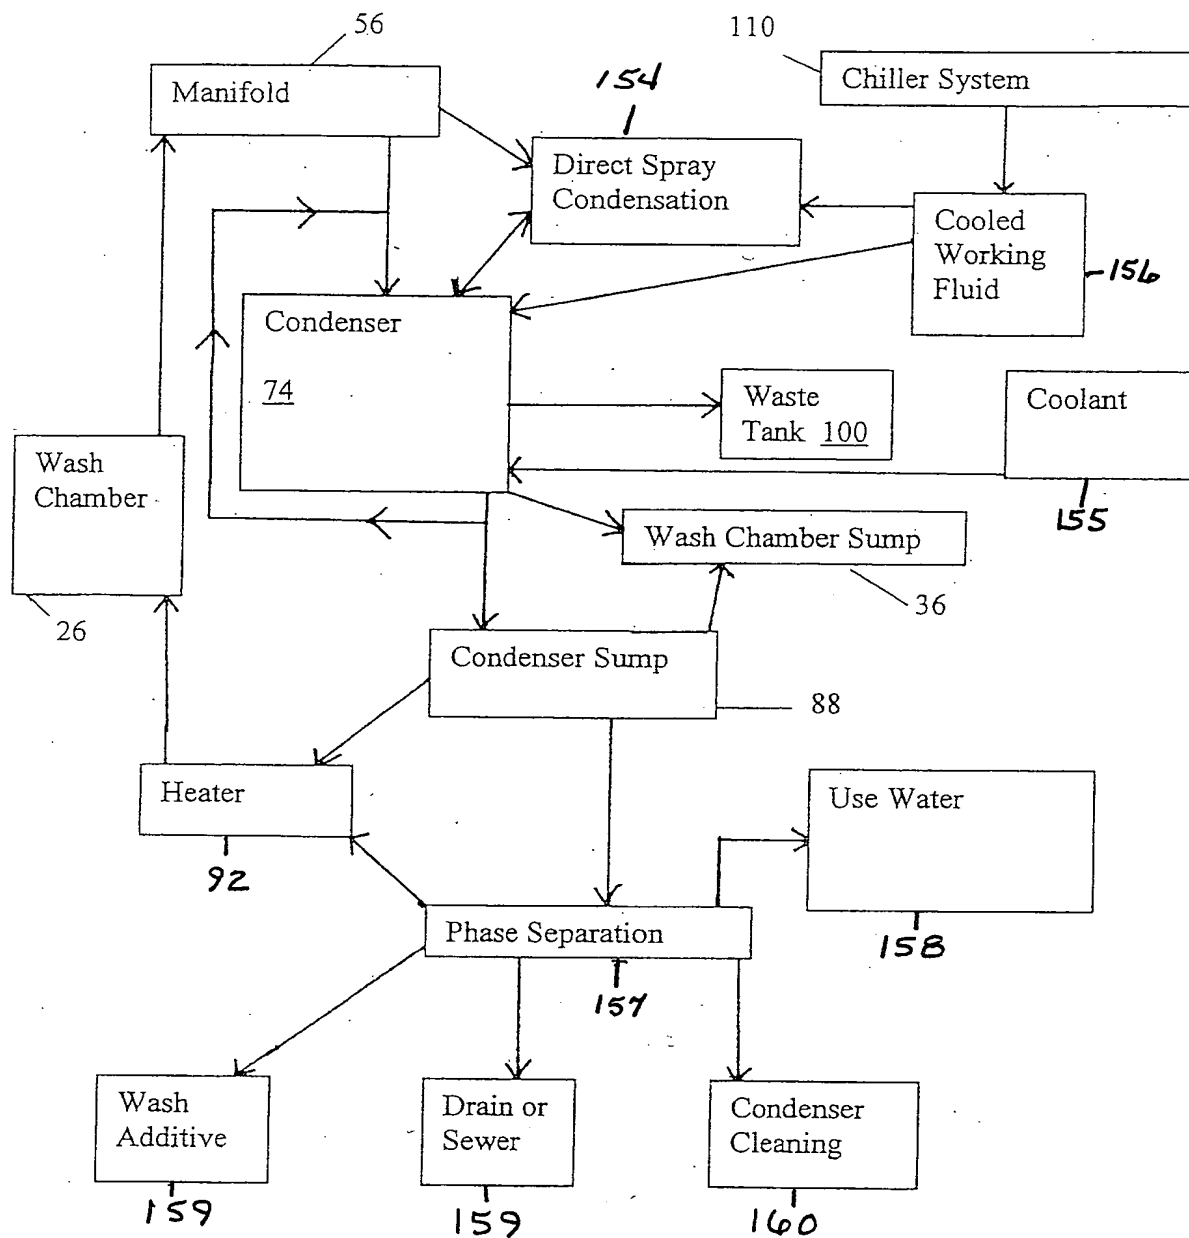 56
110
Manifold
154
Chiller System
Direct Spray
Condensation
Cooled
Working
Fluid
156
Condenser
74
Waste
Tank 100
Coolant
155
Wash
Chamber
Wash Chamber Sump
36
26
Condenser Sump
88
Heater
92
Use Water
158
Phase Separation
157
Wash
Additive
159
Drain or
Sewer
159
Condenser
Cleaning
160